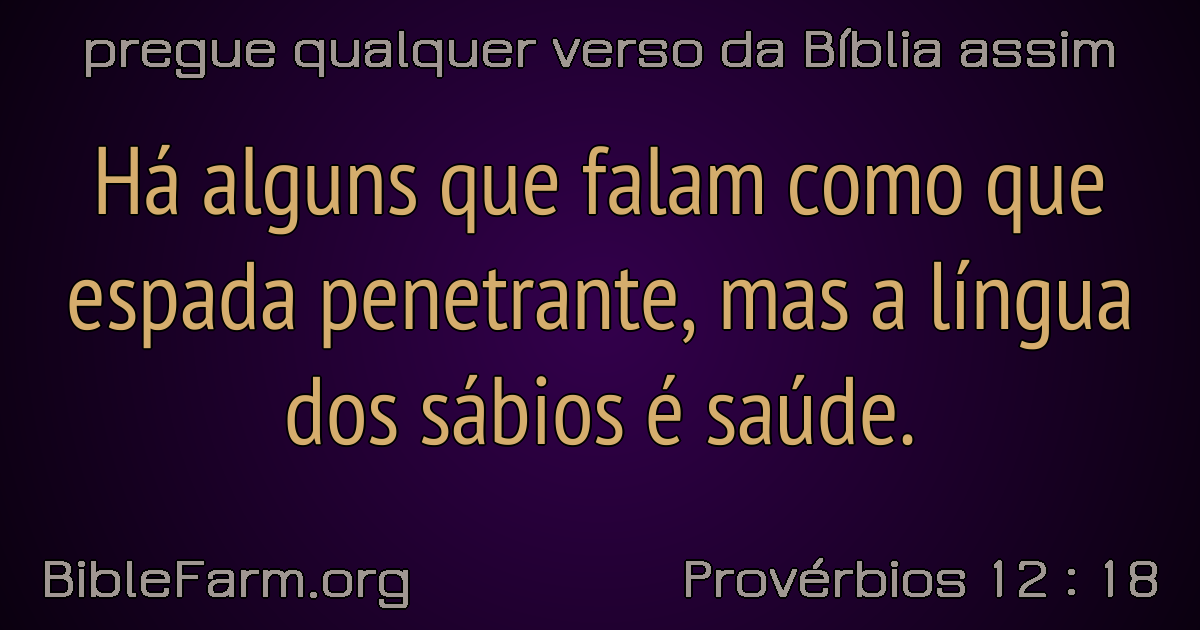 pregue qualquer verso da Bíblia assim
Há alguns que falam como que
espada penetrante, mas a língua
dos sábios é saúde.
BibleFarm.org
Provérbios 12 : 18